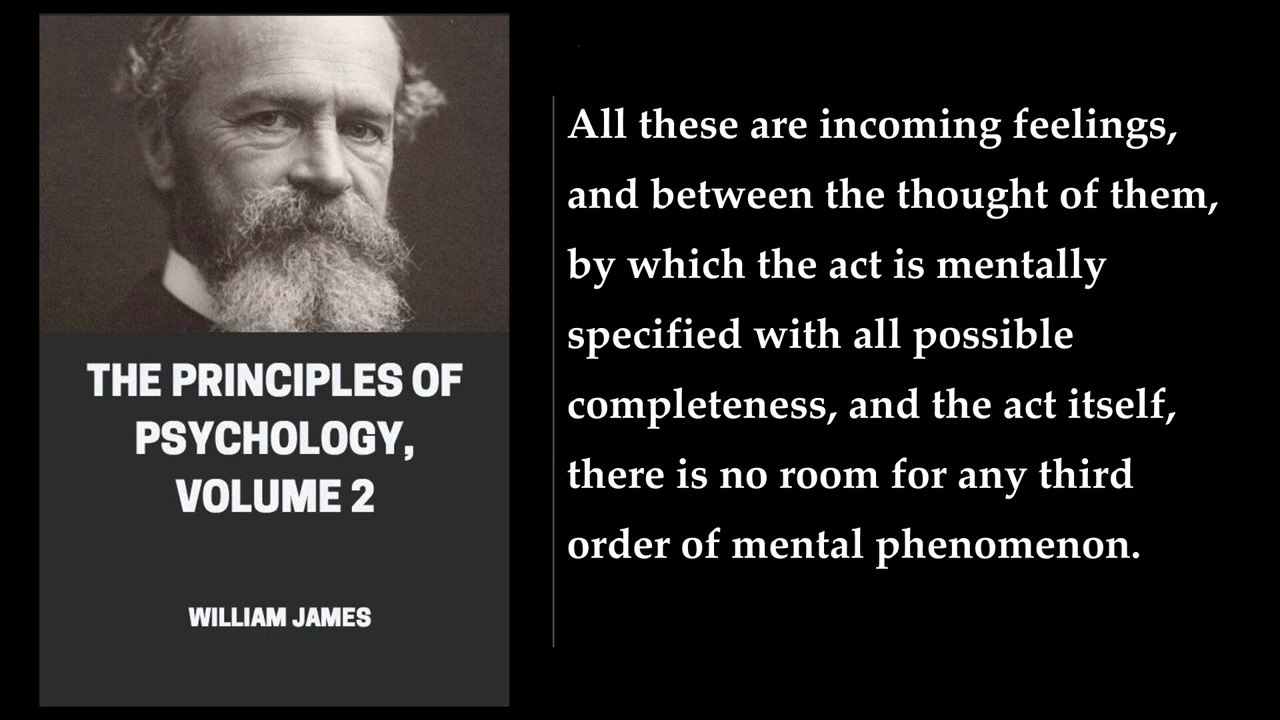 THE PRINCIPLES OF
PSYCHOLOGY,
VOLUME 2
WILLIAM JAMES
All these are incoming feelings,
and between the thought of them,
by which the act is mentally
specified with all possible
completeness, and the act itself,
there is no room for any third
order of mental phenomenon.